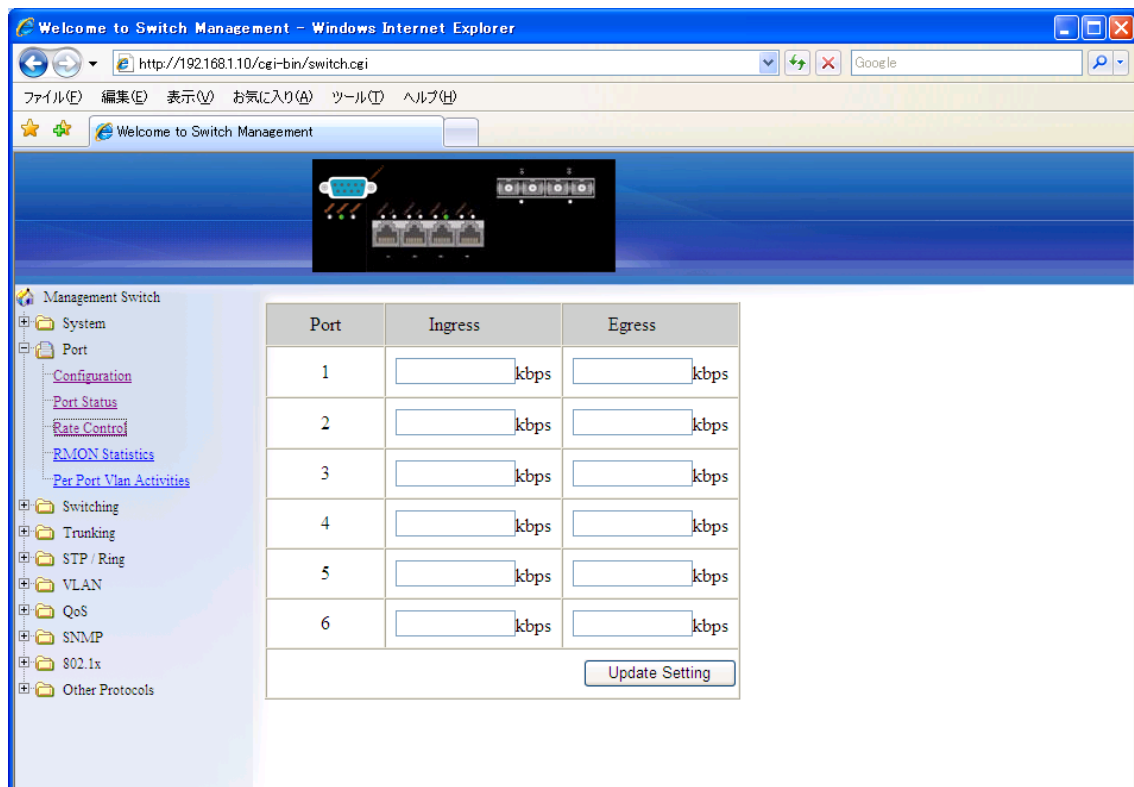 Welcome to Switch Management - Windows Internet Explorer
http://192.168.1.10/cgi-bin/switch.cgi
Google
ファイル(F) 編集(E) 表示(V) お気に入り(A) ツール(T) ヘルプ(H)
Welcome to Switch Management
Management Switch
System
Port
Configuration
Port Status
Rate Control
RMON Statistics
Per Port Vlan Activities
Switching
Trunking
STP / Ring
VLAN
QoS
SNMP
802.1x
Other Protocols
Port Ingress Egress
1 kbps kbps
2 kbps kbps
3 kbps kbps
4 kbps kbps
5 kbps kbps
6 kbps kbps
Update Setting